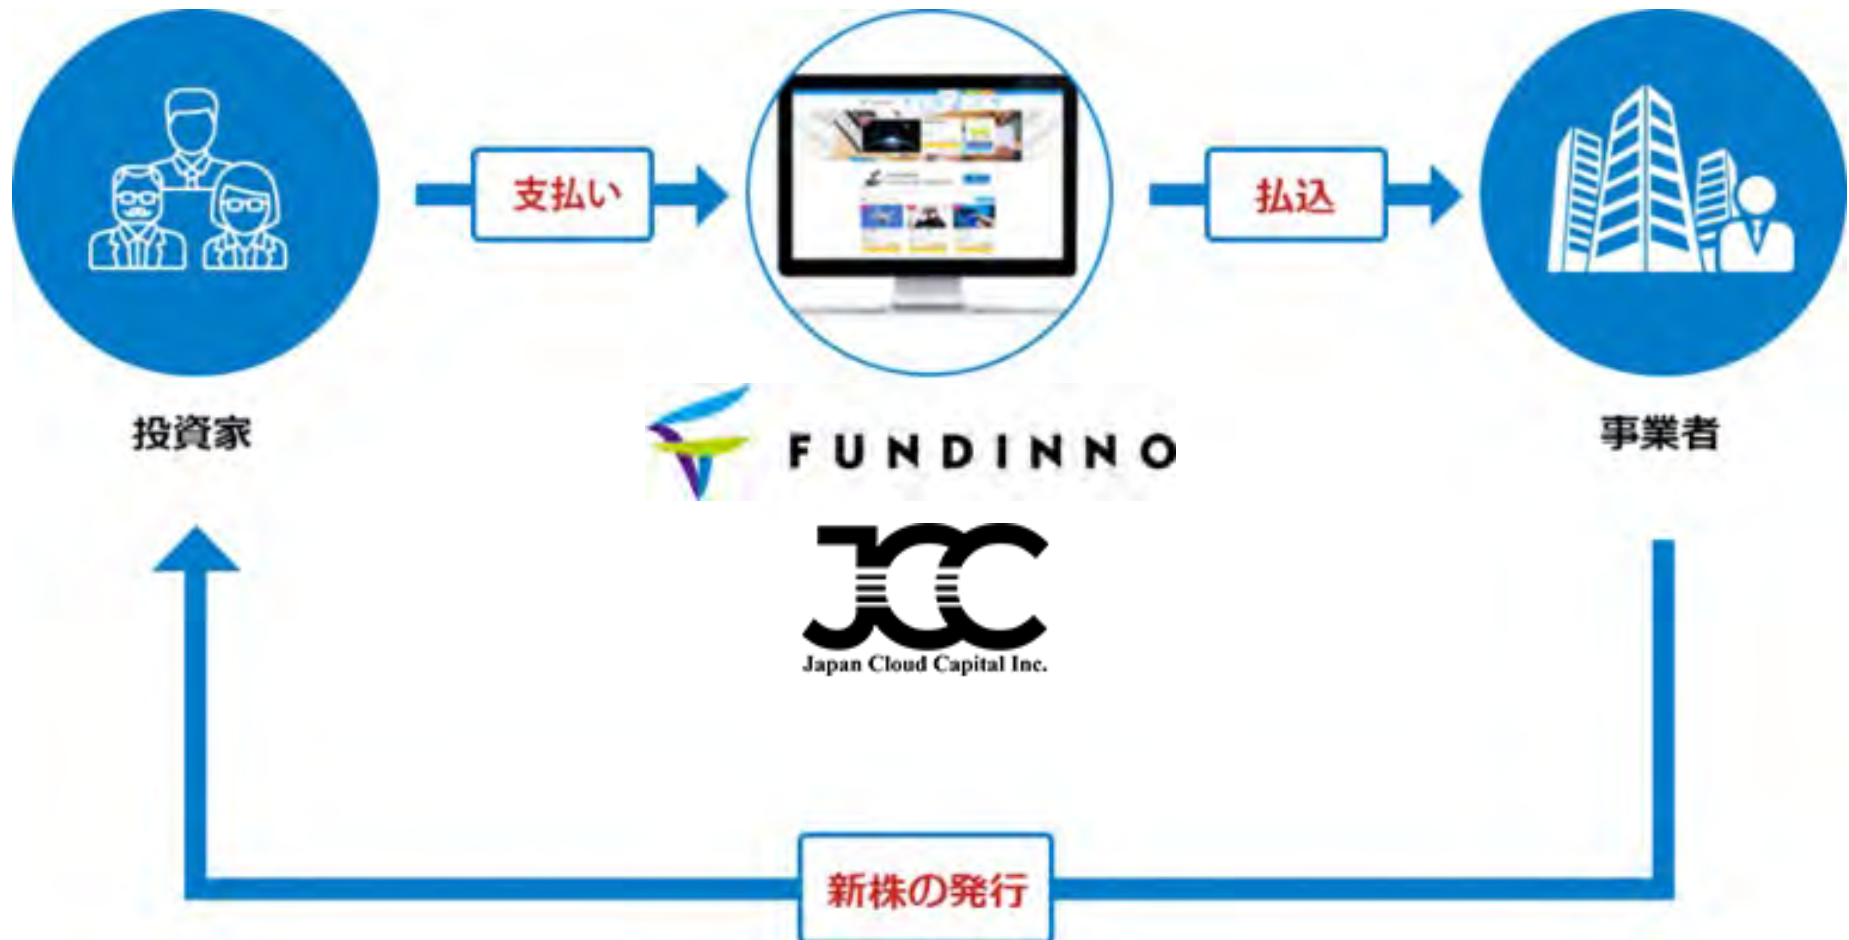 支払い
払込
投資家
FUNDINNO
事業者
JCC
Japan Cloud Capital Inc.
新株の発行